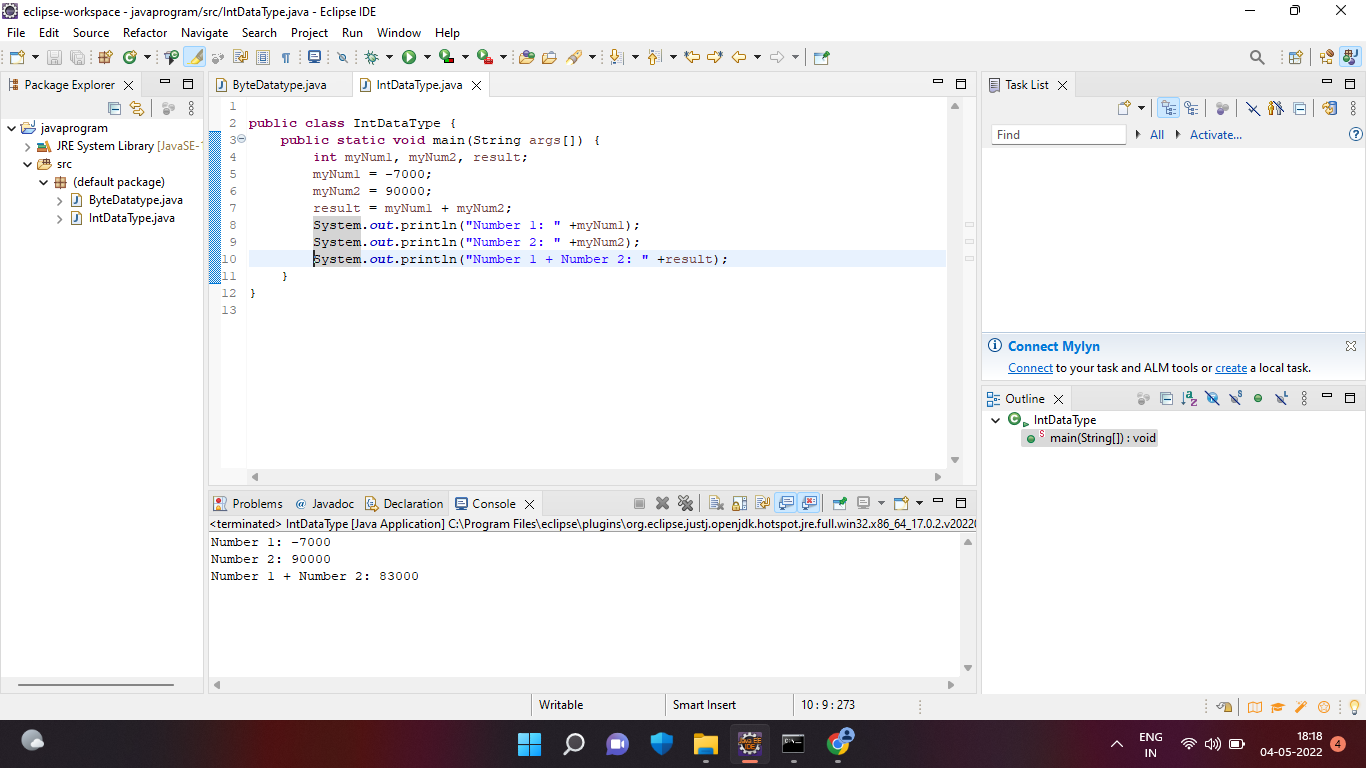 eclipse-workspace - javaprogram/src/IntDataType.java - Eclipse IDE
File Edit Source Refactor Navigate Search Project Run Window Help
Package Explorer
javaprogram
JRE System Library [JavaSE-
src
(default package)
ByteDatatype.java
IntDataType.java
ByteDatatype.java IntDataType.java
1
2 public class IntDataType {
3 public static void main(String args[]) {
4 int myNum1, myNum2, result;
5 myNum1 = -7000;
6 myNum2 = 90000;
7 result = myNum1 + myNum2;
8 System.out.println("Number 1: " +myNum1);
9 System.out.println("Number 2: " +myNum2);
10 System.out.println("Number 1 + Number 2: " +result);
11 }
12 }
13
Task List
Find All Activate...
Connect Mylyn
Connect to your task and ALM tools or create a local task.
Outline
IntDataType
main(String[]) : void
Problems @ Javadoc Declaration Console
<terminated> IntDataType [Java Application] C:\Program Files\eclipse\plugins\org.eclipse.justj.openjdk.hotspot.jre.full.win32.x86_64_17.0.2.v2022
Number 1: -7000
Number 2: 90000
Number 1 + Number 2: 83000
Writable Smart Insert 10 : 9 : 273
ENG
IN
18:18
04-05-2022
4